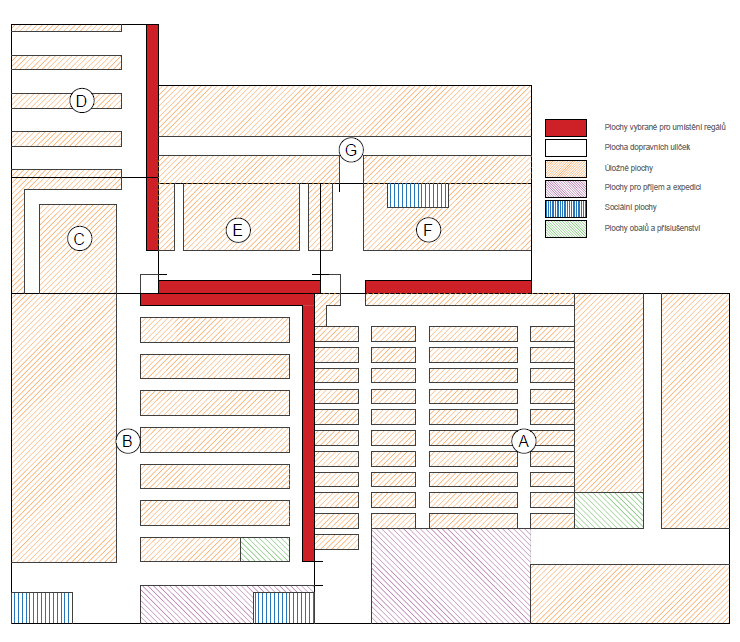 D
G
Plochy vybrané pro umístění regálů
Plocha dopravních uliček
Úložné plochy
Plochy pro příjem a expedici
Sociální plochy
Plochy obalů a příslušenství
C
E
F
B
A